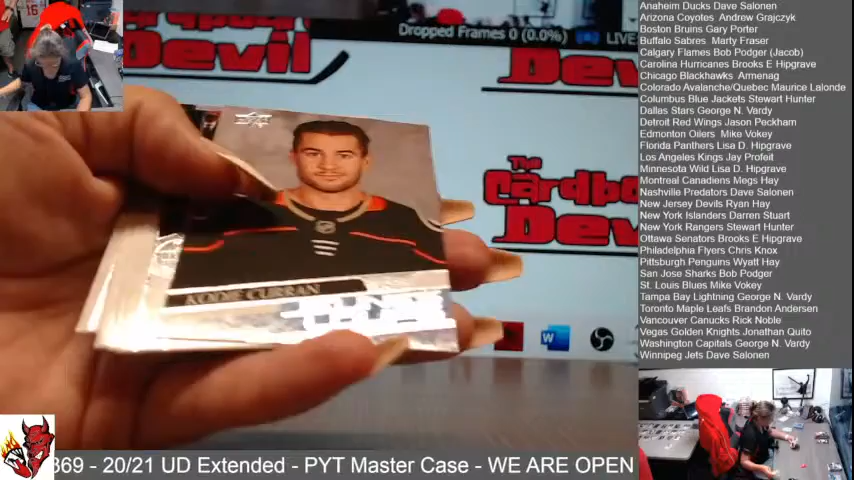 Dropped Frames 0 (0.0%)
LIVE
Devil
Dev
The
Cardbo
Devil
KODIE CURRAN
YOUNG
GUNS
16
369 - 20/21 UD Extended - PYT Master Case - WE ARE OPEN
Anaheim Ducks Dave Salonen
Arizona Coyotes Andrew Grajczyk
Boston Bruins Gary Porter
Buffalo Sabres Marty Fraser
Calgary Flames Bob Podger (Jacob)
Carolina Hurricanes Brooks E Hipgrave
Chicago Blackhawks Armenag
Colorado Avalanche/Quebec Maurice Lalonde
Columbus Blue Jackets Stewart Hunter
Dallas Stars George N. Vardy
Detroit Red Wings Jason Peckham
Edmonton Oilers Mike Vokey
Florida Panthers Lisa D. Hipgrave
Los Angeles Kings Jay Profeit
Minnesota Wild Lisa D. Hipgrave
Montreal Canadiens Megs Hay
Nashville Predators Dave Salonen
New Jersey Devils Ryan Hay
New York Islanders Darren Stuart
New York Rangers Stewart Hunter
Ottawa Senators Brooks E Hipgrave
Philadelphia Flyers Chris Knox
Pittsburgh Penguins Wyatt Hay
San Jose Sharks Bob Podger
St. Louis Blues Mike Vokey
Tampa Bay Lightning George N. Vardy
Toronto Maple Leafs Brandon Andersen
Vancouver Canucks Rick Noble
Vegas Golden Knights Jonathan Quito
Washington Capitals George N. Vardy
Winnipeg Jets Dave Salonen